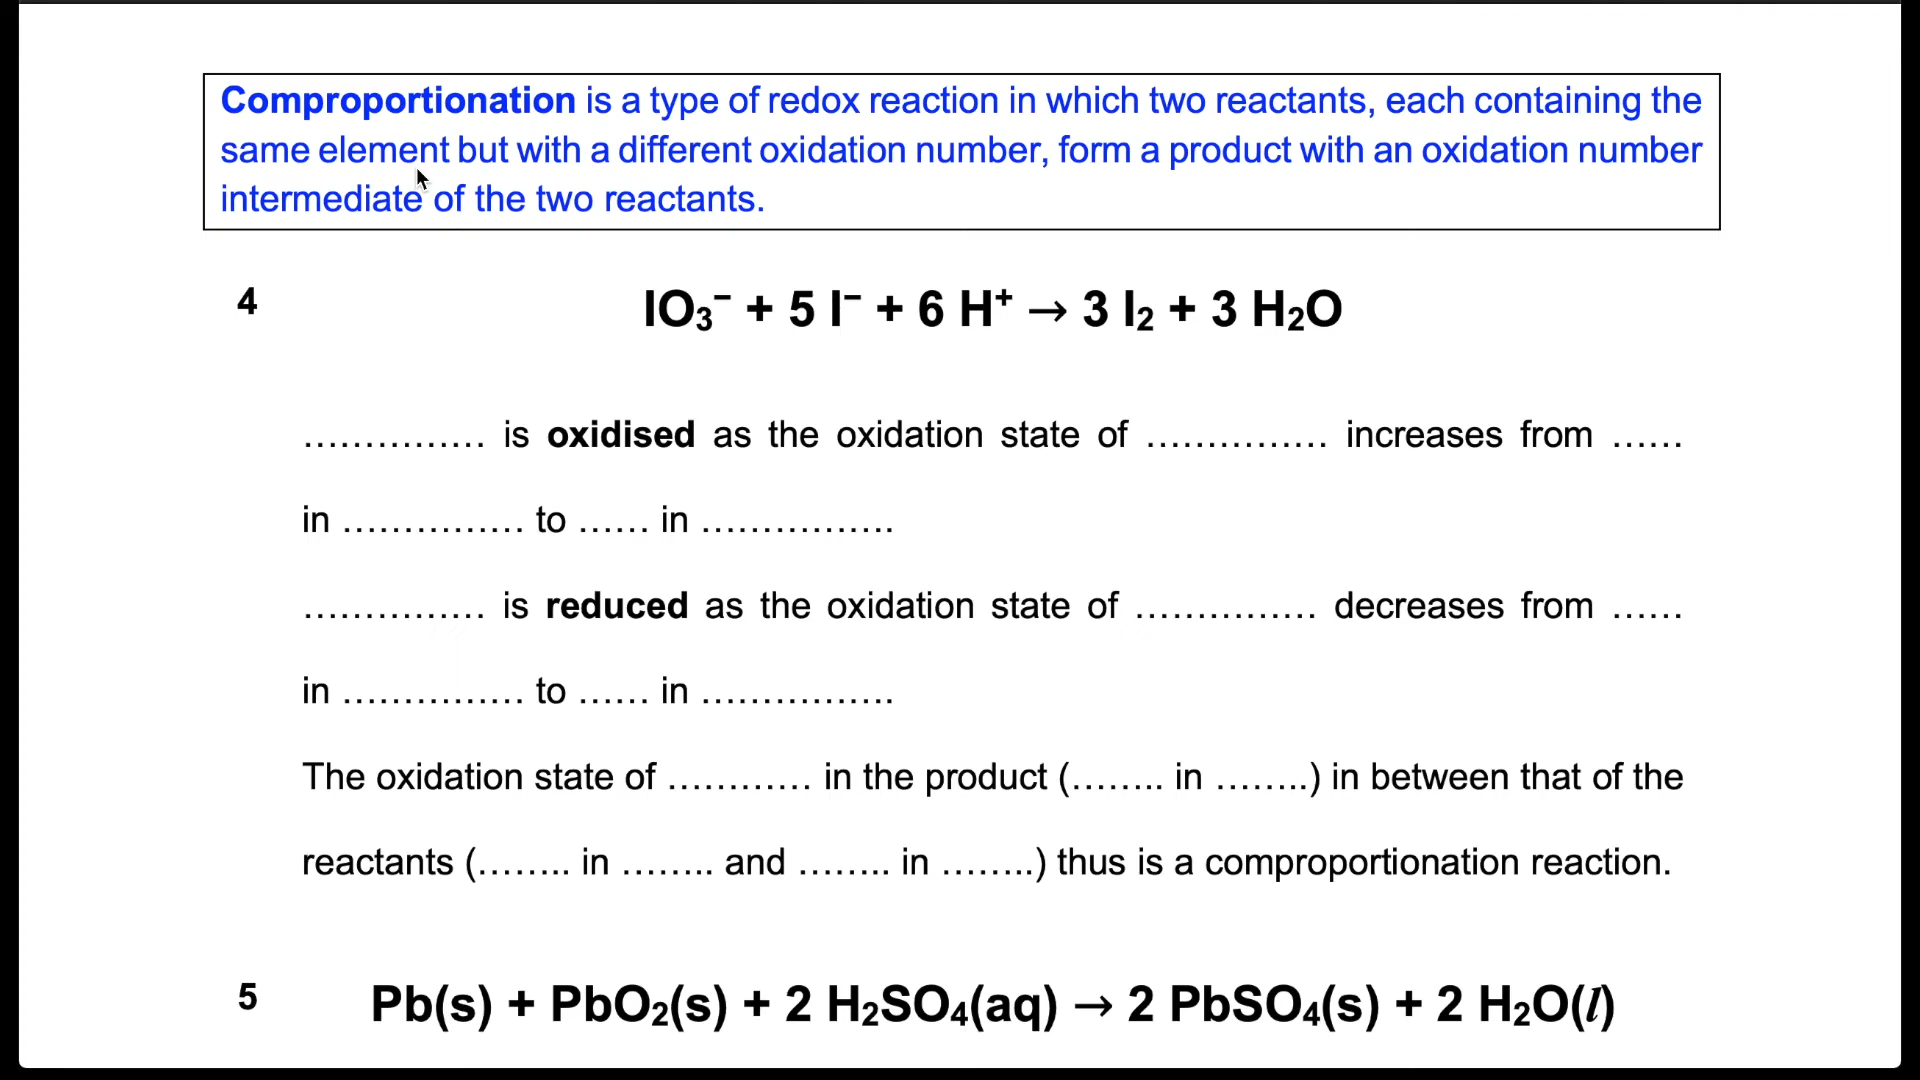 Comproportionation is a type of redox reaction in which two reactants, each containing the
same element but with a different oxidation number, form a product with an oxidation number
intermediate of the two reactants.
4 IO₃⁻ + 5 I⁻ + 6 H⁺ → 3 I₂ + 3 H₂O
…………… is oxidised as the oxidation state of …………… increases from ……
in …………… to …… in …………….
…………… is reduced as the oxidation state of …………… decreases from ……
in …………… to …… in …………….
The oxidation state of ………… in the product (…….. in ……..) in between that of the
reactants (…….. in …….. and …….. in ……..) thus is a comproportionation reaction.
5 Pb(s) + PbO₂(s) + 2 H₂SO₄(aq) → 2 PbSO₄(s) + 2 H₂O(l)